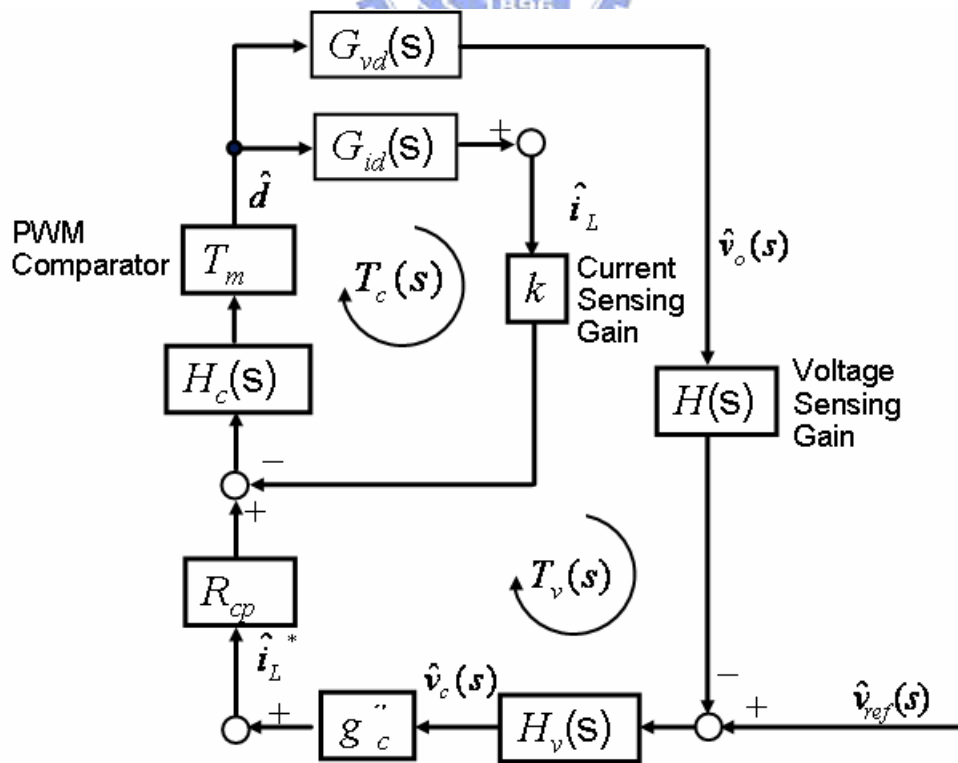 1896
G_vd(s)
G_id(s)
+
d̂
î_L
v̂_o(s)
PWM
Comparator
T_m
T_c(s)
k
Current
Sensing
Gain
H_c(s)
H(s)
Voltage
Sensing
Gain
−
+
R_cp
T_v(s)
î_L*
v̂_c(s)
−
+
v̂_ref(s)
+
g̈_c
H_v(s)